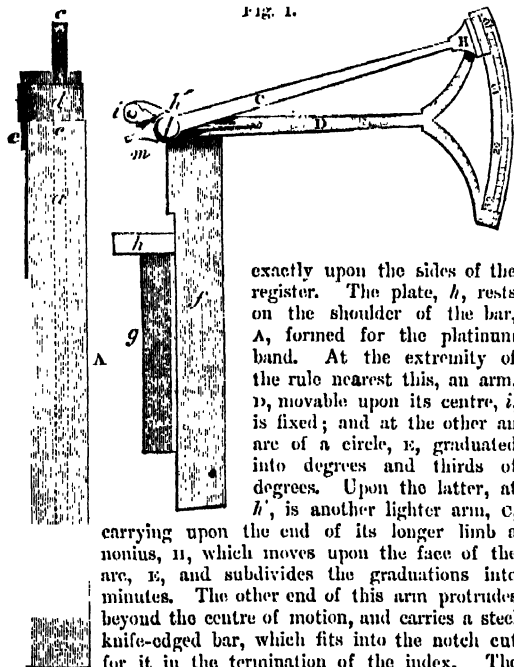 Fig. 1.
c
i
h'
l
C
B
l
c
m
D
E
e
a
h
f
g
A
exactly upon the sides of the
register. The plate, h, rests
on the shoulder of the bar,
A, formed for the platinum
band. At the extremity of
the rule nearest this, an arm,
D, movable upon its centre, i,
is fixed; and at the other an
arc of a circle, E, graduated
into degrees and thirds of
degrees. Upon the latter, at
h', is another lighter arm, C,
carrying upon the end of its longer limb a
nonius, H, which moves upon the face of the
arc, E, and subdivides the graduations into
minutes. The other end of this arm protrudes
beyond the centre of motion, and carries a steel
knife-edged bar, which fits into the notch cut
for it in the termination of the index. The